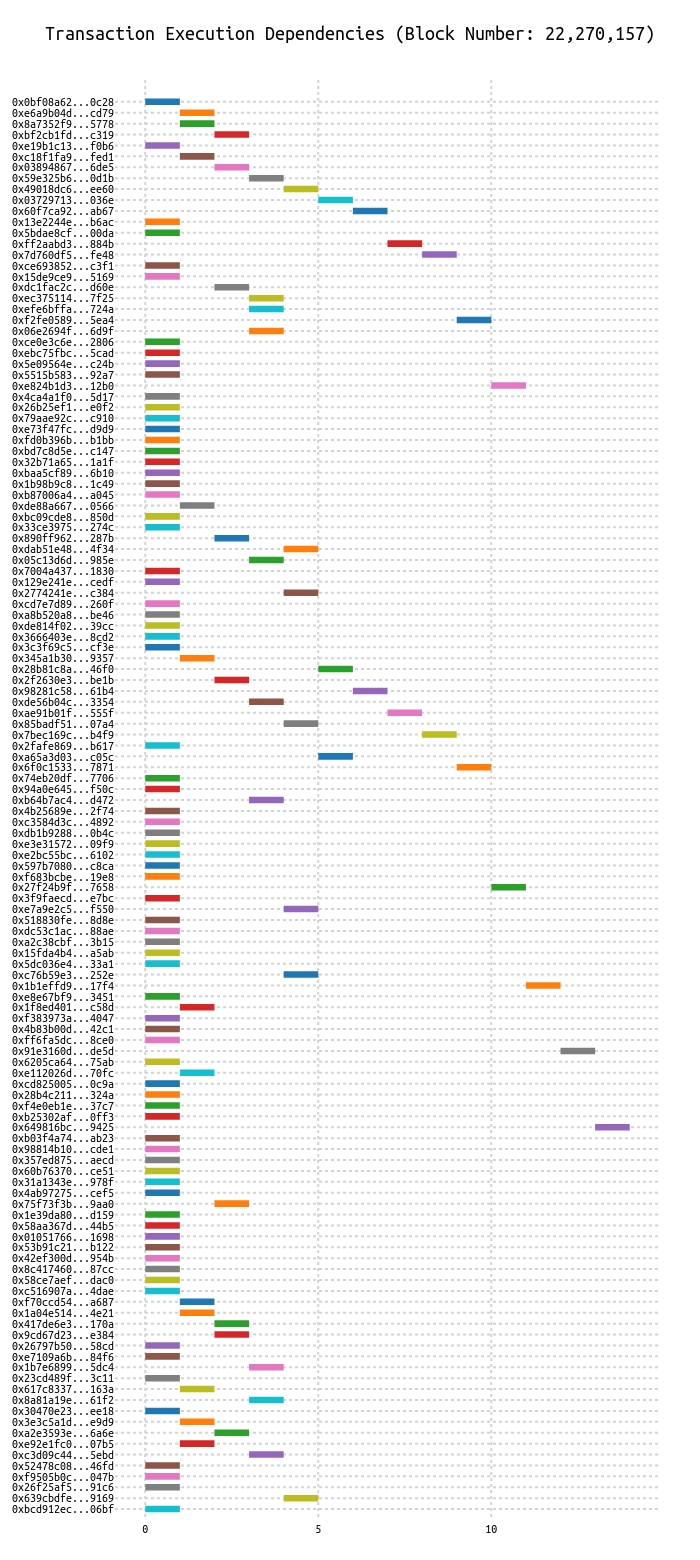 Transaction Execution Dependencies (Block Number: 22,270,157)
0x0bf08a62...0c28
0xe6a9b04d...cd79
0x8a7352f9...5778
0xbf2cb1fd...c319
0xe19b1c13...f0b6
0xc18f1fa9...fed1
0x03894867...6de5
0x59e325b6...0d1b
0x49018dc6...ee60
0x03729713...036e
0x60f7ca92...ab67
0x13e2244e...b6ac
0x5bdae8cf...00da
0xff2aabd3...884b
0x7d760df5...fe48
0xce693852...c3f1
0x15de9ce9...5169
0xdc1fac2c...d60e
0xec375114...7f25
0xefe6bffa...724a
0xf2fe0589...5ea4
0x06e2694f...6d9f
0xce0e3c6e...2806
0xebc75fbc...5cad
0x5e09564e...c24b
0x5515b583...92a7
0xe824b1d3...12b0
0x4ca4a1f0...5d17
0x26b25ef1...e0f2
0x79aae92c...c910
0xe73f47fc...d9d9
0xfd0b396b...b1bb
0xbd7c8d5e...c147
0x32b71a65...1a1f
0xbaa5cf89...6b10
0x1b98b9c8...1c49
0xb87006a4...a045
0xde88a667...0566
0xbc09cde8...850d
0x33ce3975...274c
0x890ff962...287b
0xdab51e48...4f34
0x05c13d6d...985e
0x7004a437...1830
0x129e241e...cedf
0x2774241e...c384
0xcd7e7d89...260f
0xa8b520a8...be46
0xde814f02...39cc
0x3666403e...8cd2
0x3c3f69c5...cf3e
0x345a1b30...9357
0x28b81c8a...46f0
0x2f2630e3...be1b
0x98281c58...61b4
0xde56b04c...3354
0xae91b01f...555f
0x85badf51...07a4
0x7bec169c...b4f9
0x2fafe869...b617
0xa65a3d03...c05c
0x6f0c1533...7871
0x74eb20df...7706
0x94a0e645...f50c
0xb64b7ac4...d472
0x4b25689e...2f74
0xc3584d3c...4892
0xdb1b9288...0b4c
0xe3e31572...09f9
0xe2bc55bc...6102
0x597b7080...c8ca
0xf683bcbe...19e8
0x27f24b9f...7658
0x3f9faecd...e7bc
0xe7a9e2c5...f550
0x518830fe...8d8e
0xdc53c1ac...88ae
0xa2c38cbf...3b15
0x15fda4b4...a5ab
0x5dc036e4...33a1
0xc76b59e3...252e
0x1b1effd9...17f4
0xe8e67bf9...3451
0x1f8ed401...c58d
0xf383973a...4047
0x4b83b00d...42c1
0xff6fa5dc...8ce0
0x91e3160d...de5d
0x6205ca64...75ab
0xe112026d...70fc
0xcd825005...0c9a
0x28b4c211...324a
0xf4e0eb1e...37c7
0xb25302af...0ff3
0x649816bc...9425
0xb03f4a74...ab23
0x98814b10...cde1
0x357ed875...aecd
0x60b76370...ce51
0x31a1343e...978f
0x4ab97275...cef5
0x75f73f3b...9aa0
0x1e39da80...d159
0x58aa367d...44b5
0x01051766...1698
0x53b91c21...b122
0x42ef300d...954b
0x8c417460...87cc
0x58ce7aef...dac0
0xc516907a...4dae
0xf70ccd54...a687
0x1a04e514...4e21
0x417de6e3...170a
0x9cd67d23...e384
0x26797b50...58cd
0xe7109a6b...84f6
0x1b7e6899...5dc4
0x23cd489f...3c11
0x617c8337...163a
0x8a81a19e...61f2
0x30470e23...ee18
0x3e3c5a1d...e9d9
0xa2e3593e...6a6e
0xe92e1fc0...07b5
0xc3d09c44...5ebd
0x52478c08...46fd
0xf9505b0c...047b
0x26f25af5...91c6
0x639cbdfe...9169
0xbcd912ec...06bf
0 5 10